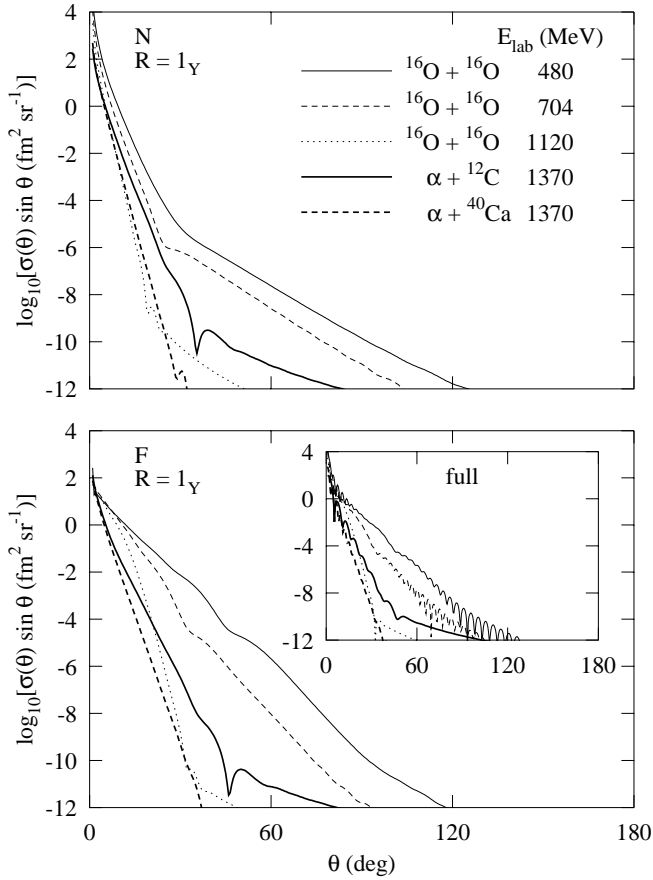 N
R = 1_Y
E_lab (MeV)
¹⁶O + ¹⁶O 480
¹⁶O + ¹⁶O 704
¹⁶O + ¹⁶O 1120
α + ¹²C 1370
α + ⁴⁰Ca 1370
log₁₀[σ(θ) sin θ (fm² sr⁻¹)]
4
2
0
-2
-4
-6
-8
-10
-12
F
R = 1_Y
full
4
0
-4
-8
-12
0 60 120 180
log₁₀[σ(θ) sin θ (fm² sr⁻¹)]
4
2
0
-2
-4
-6
-8
-10
-12
0 60 120 180
θ (deg)